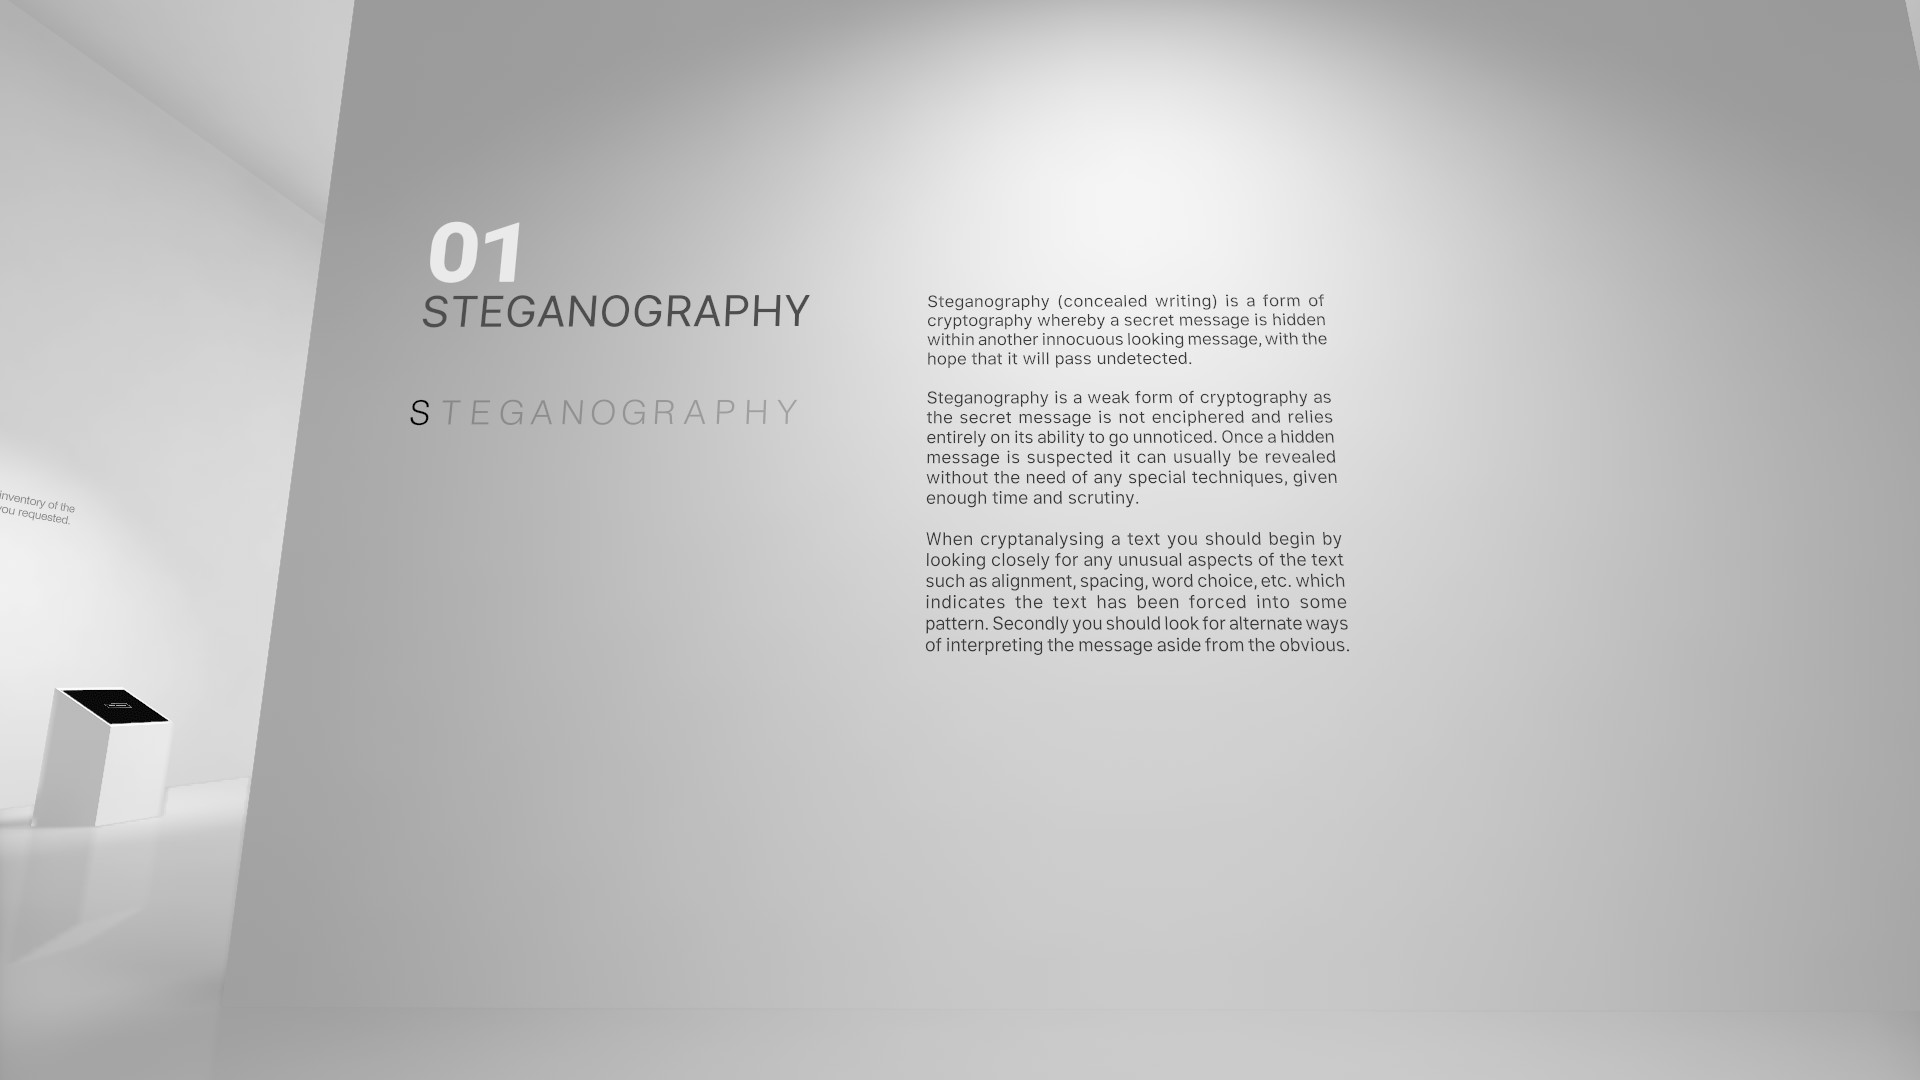 01
STEGANOGRAPHY
STEGANOGRAPHY
Steganography (concealed writing) is a form of
cryptography whereby a secret message is hidden
within another innocuous looking message, with the
hope that it will pass undetected.
Steganography is a weak form of cryptography as
the secret message is not enciphered and relies
entirely on its ability to go unnoticed. Once a hidden
message is suspected it can usually be revealed
without the need of any special techniques, given
enough time and scrutiny.
When cryptanalysing a text you should begin by
looking closely for any unusual aspects of the text
such as alignment, spacing, word choice, etc. which
indicates the text has been forced into some
pattern. Secondly you should look for alternate ways
of interpreting the message aside from the obvious.
inventory of the
you requested.